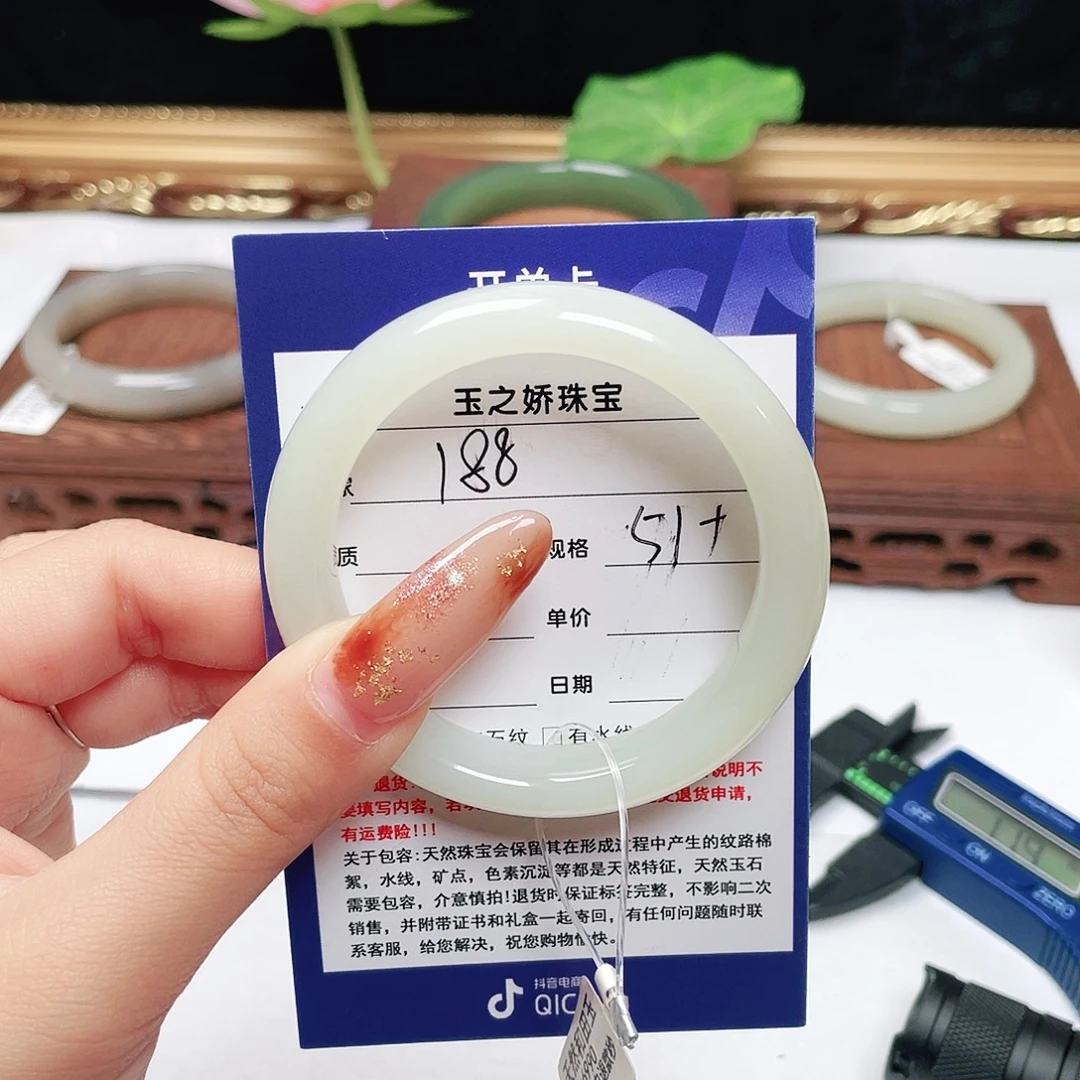 开单卡
玉之娇珠宝
188
质
规格 51+
单价
日期
石纹 有水线
退货
说明不
要填写内容，
退货申请，
有运费险!!!
关于包容:天然珠宝会保留其在形成过程中产生的纹路棉
絮，水线，矿点，色素沉淀等都是天然特征，天然玉石
需要包容，介意慎拍!退货时保证标签完整，不影响二次
销售，并附带证书和礼盒一起寄回，有任何问题随时联
系客服，给您解决，祝您购物愉快。
抖音电商
QIC
天然和田玉
OFF
ON
ZERO